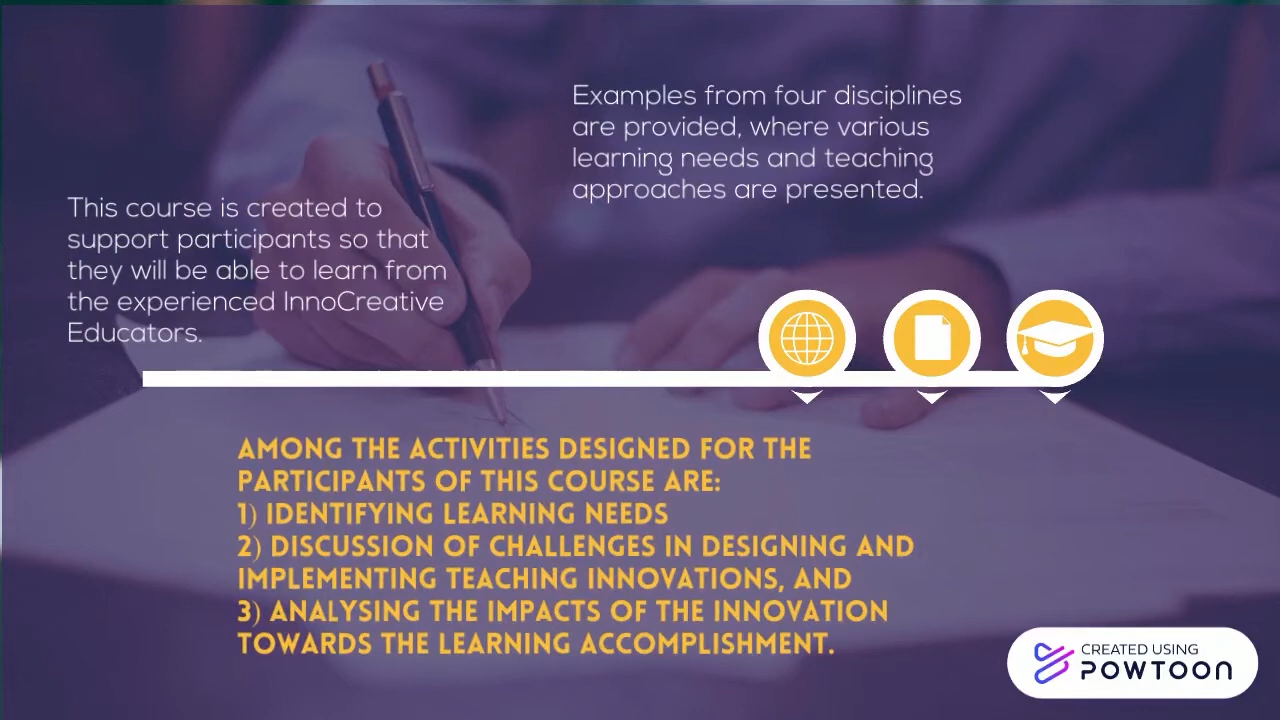 This course is created to
support participants so that
they will be able to learn from
the experienced InnoCreative
Educators.
Examples from four disciplines
are provided, where various
learning needs and teaching
approaches are presented.
AMONG THE ACTIVITIES DESIGNED FOR THE
PARTICIPANTS OF THIS COURSE ARE:
1) IDENTIFYING LEARNING NEEDS
2) DISCUSSION OF CHALLENGES IN DESIGNING AND
IMPLEMENTING TEACHING INNOVATIONS, AND
3) ANALYSING THE IMPACTS OF THE INNOVATION
TOWARDS THE LEARNING ACCOMPLISHMENT.
CREATED USING
POWTOON